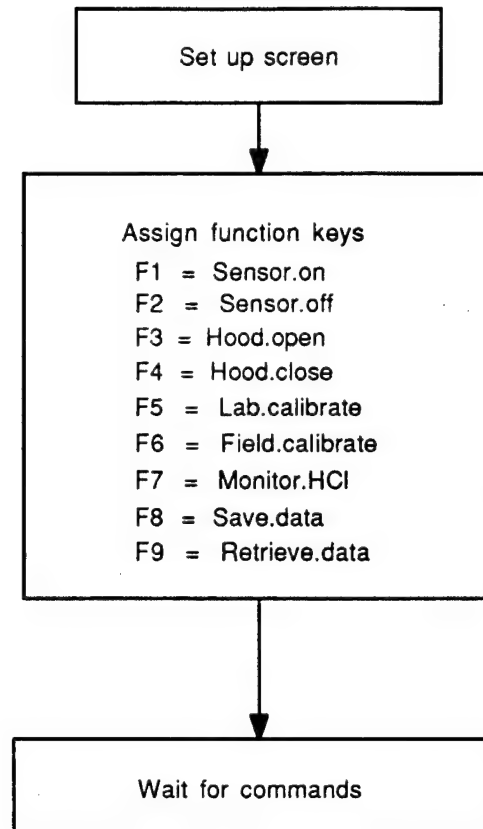 Set up screen
Assign function keys
F1 = Sensor.on
F2 = Sensor.off
F3 = Hood.open
F4 = Hood.close
F5 = Lab.calibrate
F6 = Field.calibrate
F7 = Monitor.HCl
F8 = Save.data
F9 = Retrieve.data
Wait for commands